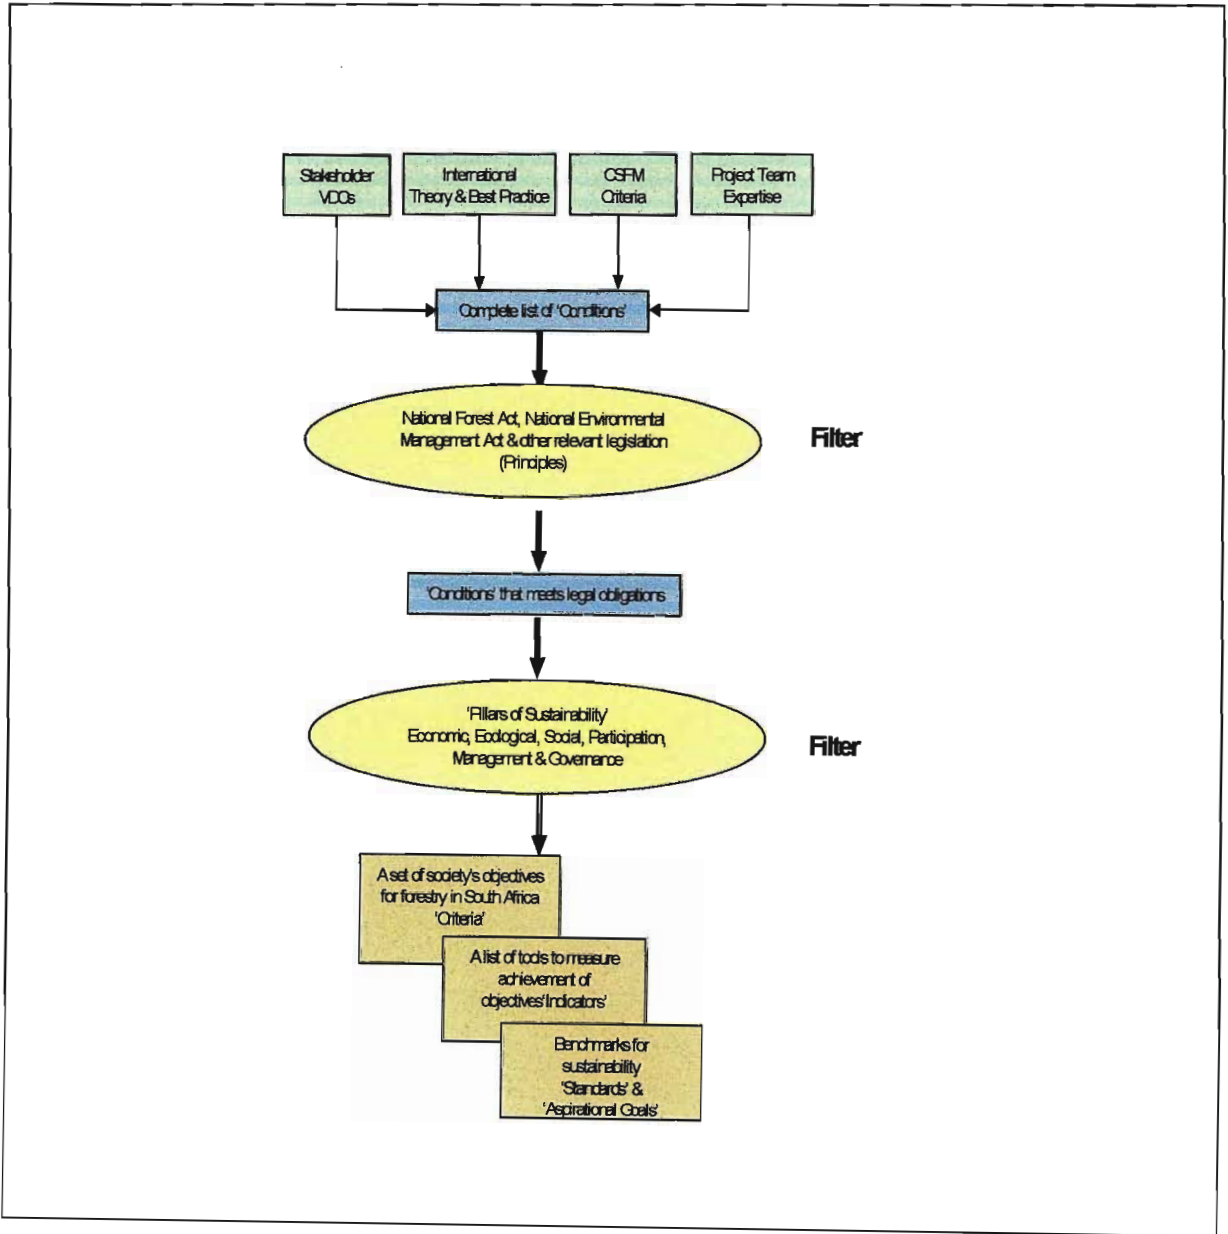 Stakeholder
VDOs
International
Theory & Best Practice
CSFM
Criteria
Project Team
Expertise
Complete list of 'Conditions'
National Forest Act, National Environmental
Management Act & other relevant legislation
(Principles)
Filter
'Conditions' that meets legal obligations
'Pillars of Sustainability'
Economic, Ecological, Social, Participation,
Management & Governance
Filter
A set of society's objectives
for forestry in South Africa
'Criteria'
A list of tools to measure
achievement of
objectives 'Indicators'
Benchmarks for
sustainability
'Standards' &
'Aspirational Goals'